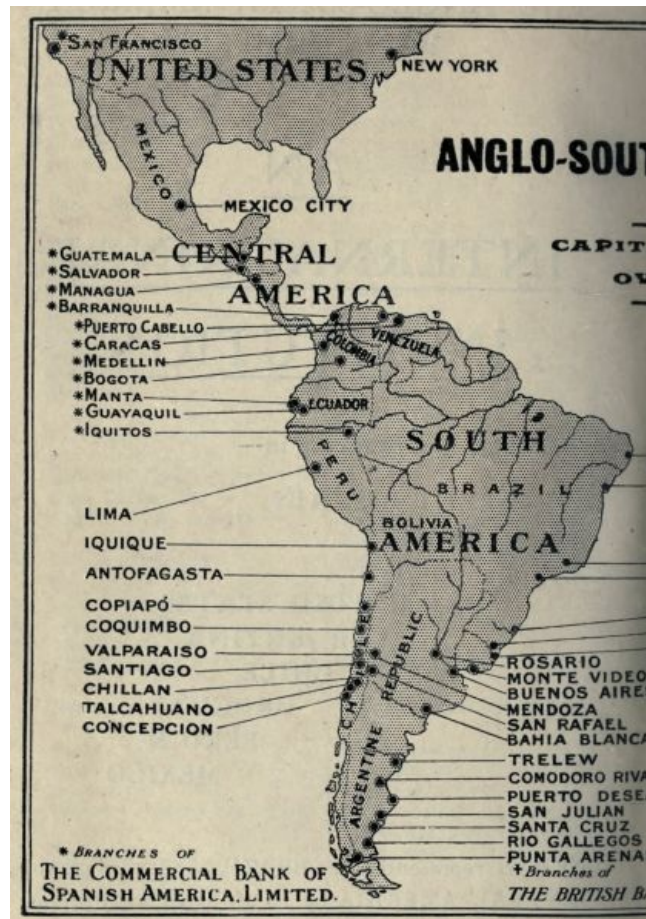 SAN FRANCISCO
UNITED STATES
NEW YORK
MEXICO
ANGLO-SOUT
MEXICO CITY
CAPIT
OV
*GUATEMALA
CENTRAL
*SALVADOR
*MANAGUA
AMERICA
*BARRANQUILLA
*PUERTO CABELLO
*CARACAS
COLOMBIA
VENEZUELA
*MEDELLIN
*BOGOTA
*MANTA
ECUADOR
*GUAYAQUIL
*IQUITOS
SOUTH
PERU
BRAZIL
LIMA
BOLIVIA
IQUIQUE
AMERICA
ANTOFAGASTA
COPIAPÓ
COQUIMBO
VALPARAISO
SANTIAGO
CHILLAN
TALCAHUANO
CONCEPCION
CHILE
ARGENTINE REPUBLIC
ROSARIO
MONTE VIDEO
BUENOS AIRE
MENDOZA
SAN RAFAEL
BAHIA BLANCA
TRELEW
COMODORO RIVA
PUERTO DESE
SAN JULIAN
SANTA CRUZ
RIO GALLEGOS
PUNTA ARENA
* BRANCHES OF
THE COMMERCIAL BANK OF
SPANISH AMERICA, LIMITED.
† Branches of
THE BRITISH BA